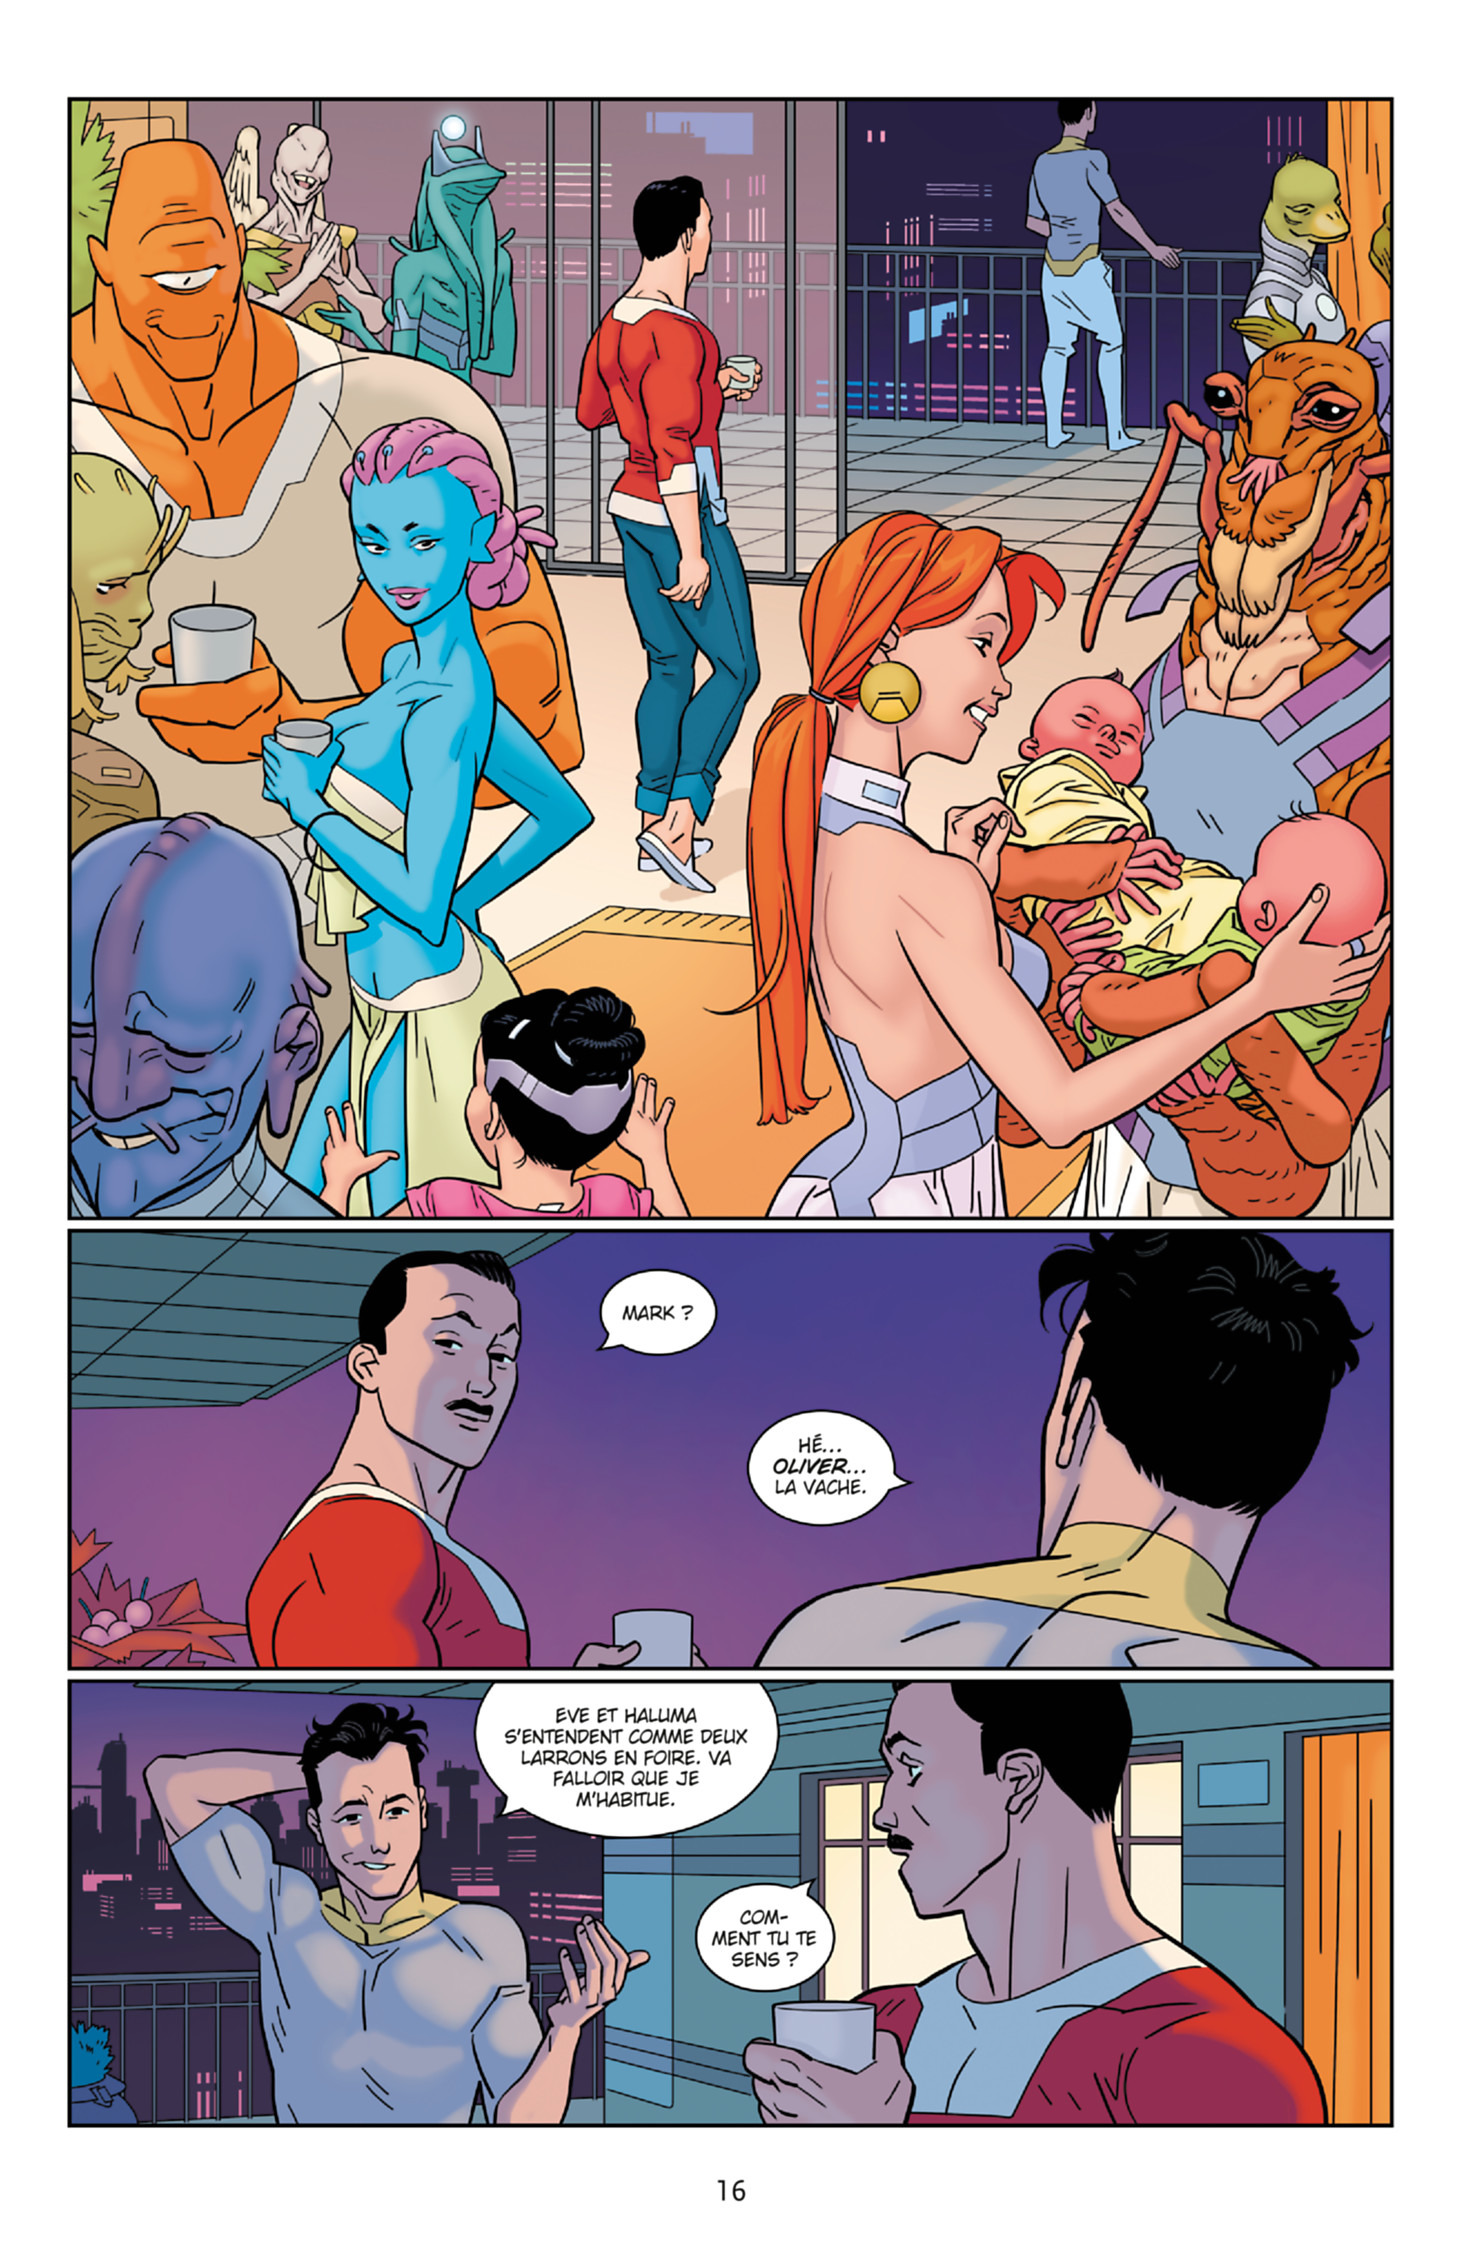 MARK ?
HÉ...
OLIVER...
LA VACHE.
EVE ET HALUMA
S'ENTENDENT COMME DEUX
LARRONS EN FOIRE. VA
FALLOIR QUE JE
M'HABITUE.
COM-
MENT TU TE
SENS ?
16